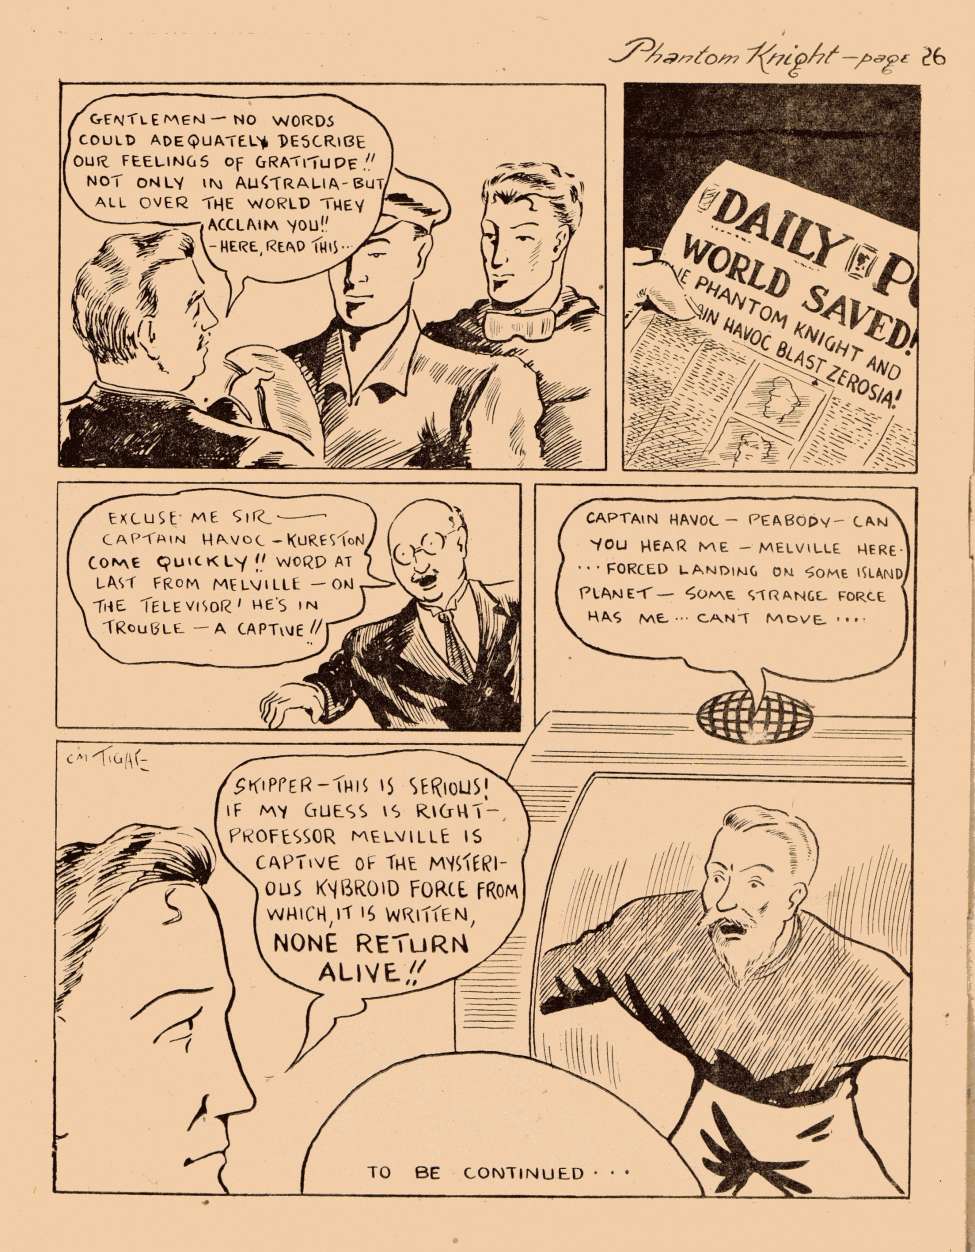 Phantom Knight — page 26
GENTLEMEN — NO WORDS
COULD ADEQUATELY DESCRIBE
OUR FEELINGS OF GRATITUDE!!
NOT ONLY IN AUSTRALIA - BUT
ALL OVER THE WORLD THEY
ACCLAIM YOU!!
- HERE, READ THIS...
DAILY P
WORLD SAVED!
E PHANTOM KNIGHT AND
IN HAVOC BLAST ZEROSIA!
EXCUSE ME SIR —
CAPTAIN HAVOC - KURESTON
COME QUICKLY!! WORD AT
LAST FROM MELVILLE — ON
THE TELEVISOR! HE'S IN
TROUBLE — A CAPTIVE!!
CAPTAIN HAVOC — PEABODY — CAN
YOU HEAR ME — MELVILLE HERE.
... FORCED LANDING ON SOME ISLAND
PLANET — SOME STRANGE FORCE
HAS ME ... CAN'T MOVE ....
SKIPPER — THIS IS SERIOUS!
IF MY GUESS IS RIGHT —
PROFESSOR MELVILLE IS
CAPTIVE OF THE MYSTERI-
OUS KYBROID FORCE FROM
WHICH, IT IS WRITTEN,
NONE RETURN
ALIVE!!
TO BE CONTINUED ...